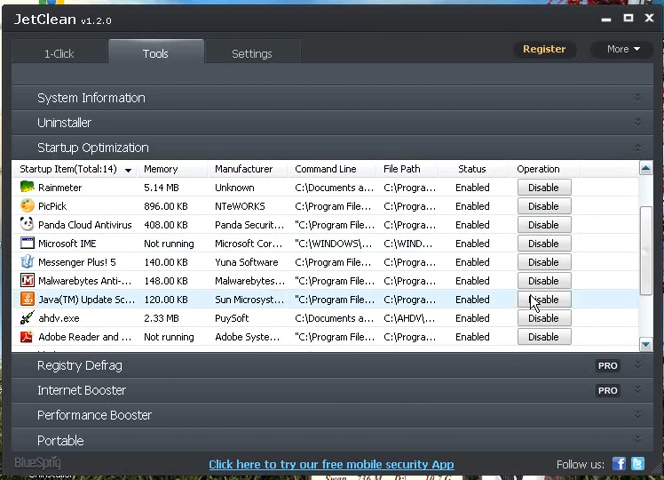 JetClean v1.2.0
1-Click Tools Settings Register More
System Information
Uninstaller
Startup Optimization
Startup Item(Total:14) Memory Manufacturer Command Line File Path Status Operation
Rainmeter 5.14 MB Unknown C:\Documents a... C:\Progra... Enabled Disable
PicPick 896.00 KB NTeWORKS C:\Program File... C:\Progra... Enabled Disable
Panda Cloud Antivirus 408.00 KB Panda Securit... "C:\Program File... C:\Progra... Enabled Disable
Microsoft IME Not running Microsoft Cor... "C:\WINDOWS\... C:\WIND... Enabled Disable
Messenger Plus! 5 140.00 KB Yuna Software "C:\Program File... C:\Progra... Enabled Disable
Malwarebytes Anti-... 148.00 KB Malwarebytes... "C:\Program File... C:\Progra... Enabled Disable
Java(TM) Update Sc... 120.00 KB Sun Microsyst... "C:\Program File... C:\Progra... Enabled Disable
ahdv.exe 2.33 MB PuySoft C:\Documents a... C:\AHDV\... Enabled Disable
Adobe Reader and ... Not running Adobe Syste... "C:\Program File... C:\Progra... Enabled Disable
Registry Defrag PRO
Internet Booster PRO
Performance Booster
Portable
BlueSprig Click here to try our free mobile security App Follow us: